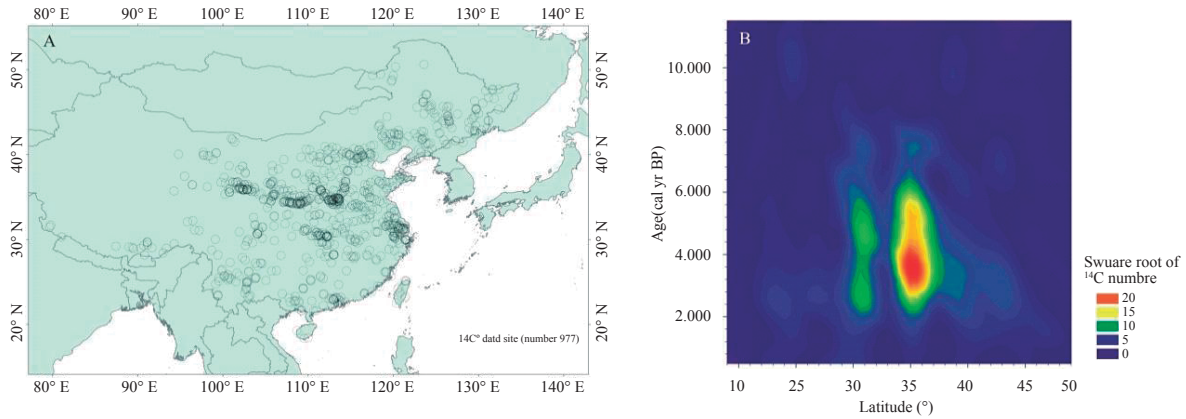 80° E 90° E 100° E 110° E 120° E 130° E 140° E
A
50° N 50° N
40° N 40° N
30° N 30° N
20° N 20° N
14C° datd site (number 977)
80° E 90° E 100° E 110° E 120° E 130° E 140° E
B
10.000
8.000
6.000
4.000
2.000
Age(cal yr BP)
10 25 30 35 40 50
Latitude (°)
Swuare root of
¹⁴C numbre
20
15
10
5
0